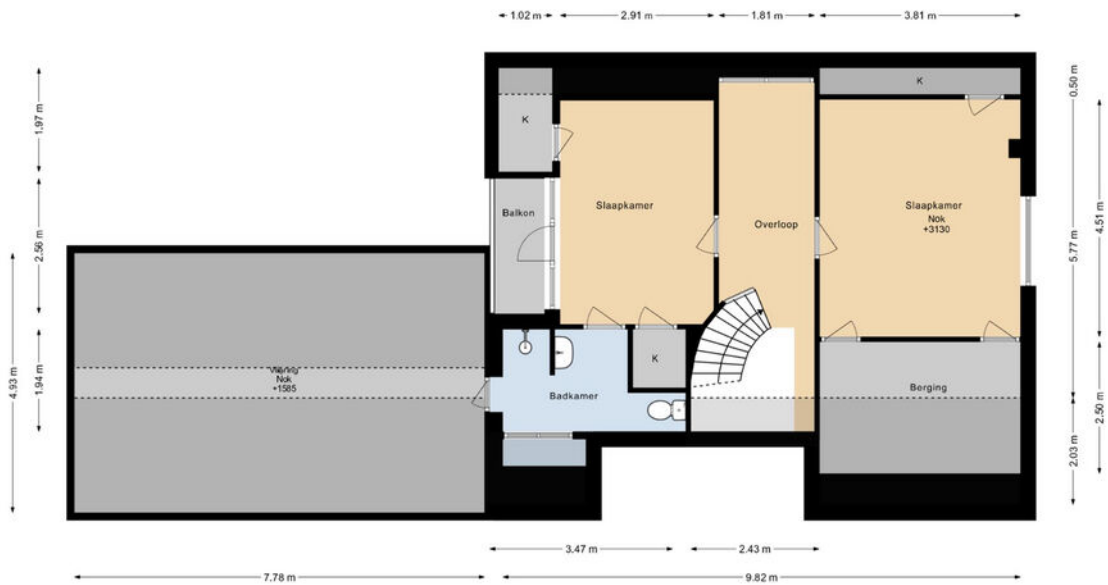 1.02 m
2.91 m
1.81 m
3.81 m
K
K
1.97 m
0.50 m
Balkon
Slaapkamer
Overloop
Slaapkamer
Nok
+3130
2.56 m
5.77 m
4.51 m
4.93 m
1.94 m
Vliering
Nok
+1585
K
Badkamer
Berging
2.50 m
2.03 m
3.47 m
2.43 m
7.78 m
9.82 m